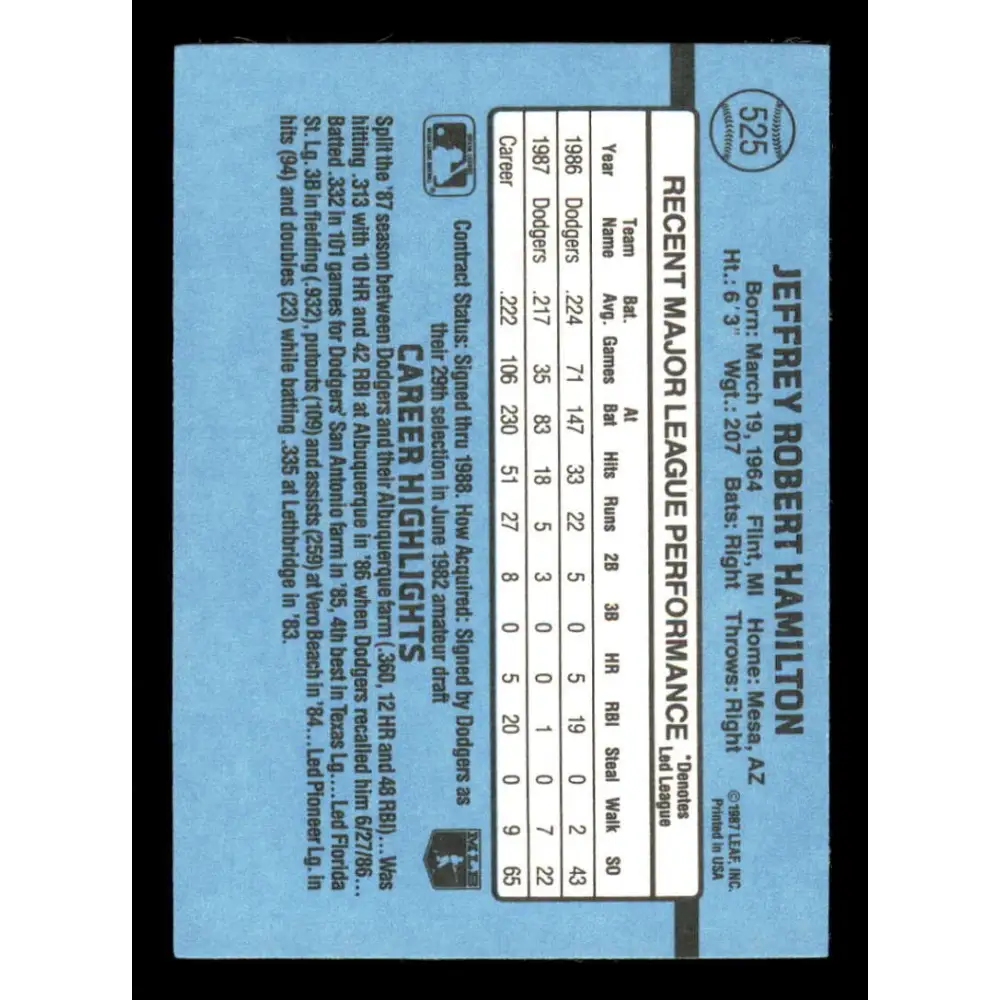 525
JEFFREY ROBERT HAMILTON
Born: March 19, 1964 Flint, MI Home: Mesa, AZ
Ht.: 6'3" Wgt.: 207 Bats: Right Throws: Right
© 1987 LEAF, INC.
Printed in USA
RECENT MAJOR LEAGUE PERFORMANCE *Denotes
Led League
Year Team Name Bat. Avg. Games At Bat Hits Runs 2B 3B HR RBI Steal Walk SO
1986 Dodgers .224 71 147 33 22 5 0 5 19 0 2 43
1987 Dodgers .217 35 83 18 5 3 0 0 1 0 7 22
Career .222 106 230 51 27 8 0 5 20 0 9 65
Contract Status: Signed thru 1988. How Acquired: Signed by Dodgers as
their 29th selection in June 1982 amateur draft
MLB
CAREER HIGHLIGHTS
Split the '87 season between Dodgers and their Albuquerque farm (.360, 12 HR and 48 RBI)... Was
hitting .313 with 10 HR and 42 RBI at Albuquerque in '86 when Dodgers recalled him 6/27/86...
Batted .332 in 101 games for Dodgers' San Antonio farm in '85, 4th best in Texas Lg.... Led Florida
St. Lg. 3B in fielding (.932), putouts (109) and assists (259) at Vero Beach in '84... Led Pioneer Lg. in
hits (94) and doubles (23) while batting .335 at Lethbridge in '83.